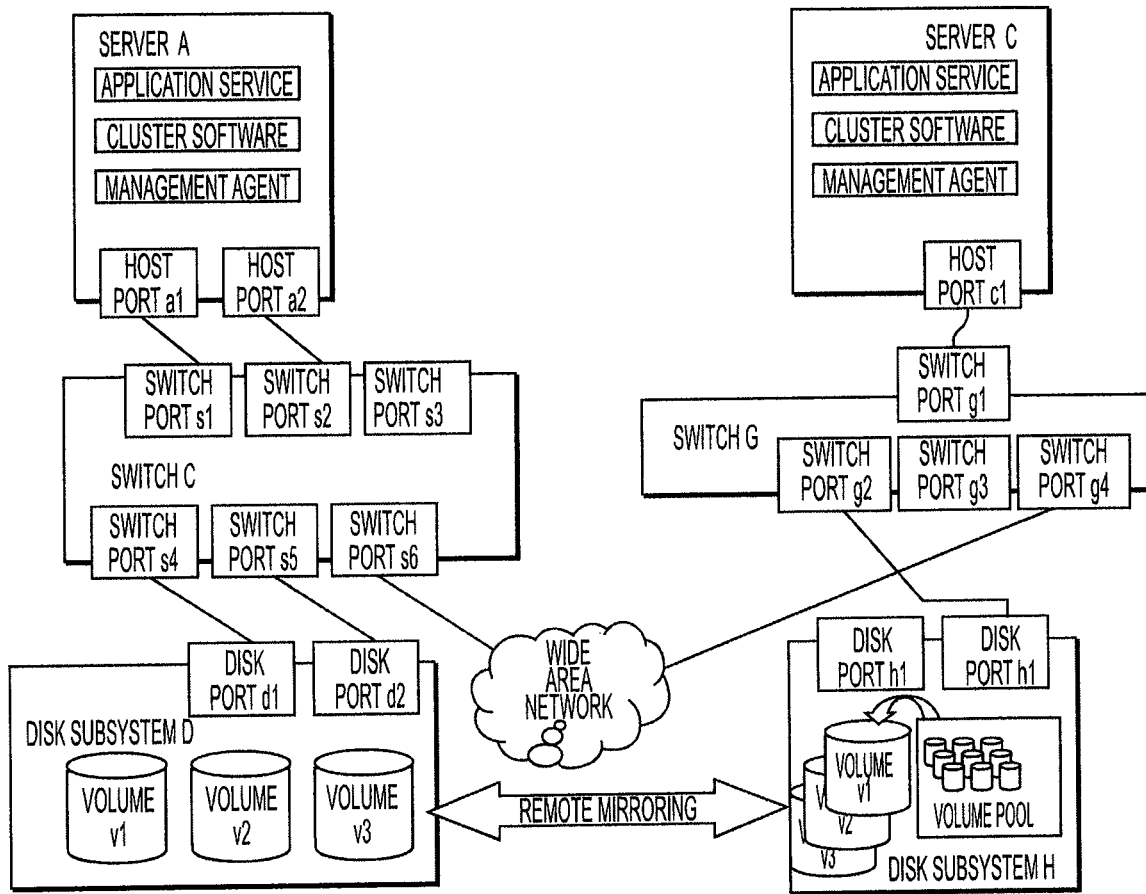 SERVER A
APPLICATION SERVICE
CLUSTER SOFTWARE
MANAGEMENT AGENT
HOST
PORT a1
HOST
PORT a2
SERVER C
APPLICATION SERVICE
CLUSTER SOFTWARE
MANAGEMENT AGENT
HOST
PORT c1
SWITCH
PORT s1
SWITCH
PORT s2
SWITCH
PORT s3
SWITCH C
SWITCH
PORT s4
SWITCH
PORT s5
SWITCH
PORT s6
SWITCH
PORT g1
SWITCH G
SWITCH
PORT g2
SWITCH
PORT g3
SWITCH
PORT g4
WIDE
AREA
NETWORK
DISK
PORT d1
DISK
PORT d2
DISK SUBSYSTEM D
VOLUME
v1
VOLUME
v2
VOLUME
v3
REMOTE MIRRORING
DISK
PORT h1
DISK
PORT h1
VOLUME
v1
V
v2
V
v3
VOLUME POOL
DISK SUBSYSTEM H